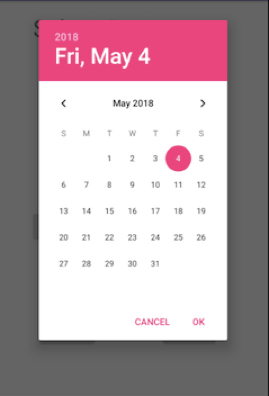 2018
Fri, May 4
May 2018
S M T W T F S
1 2 3 4 5
6 7 8 9 10 11 12
13 14 15 16 17 18 19
20 21 22 23 24 25 26
27 28 29 30 31
CANCEL OK